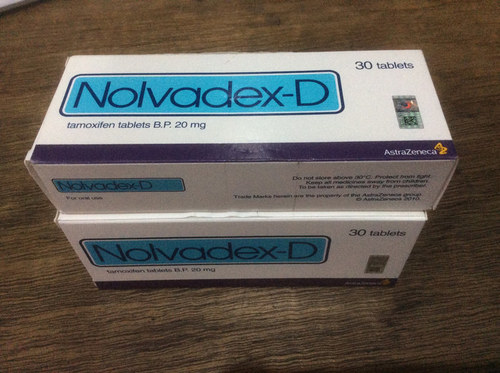 30 tablets
Nolvadex-D
tamoxifen tablets B.P. 20 mg
AstraZeneca
Nolvadex-D
For oral use
Do not store above 30°C. Protect from light.
Keep all medicines away from children.
To be taken as directed by the prescriber.
Trade Marks herein are the property of the AstraZeneca group.
© AstraZeneca 2010
30 tablets
Nolvadex-D
tamoxifen tablets B.P. 20 mg
AstraZeneca